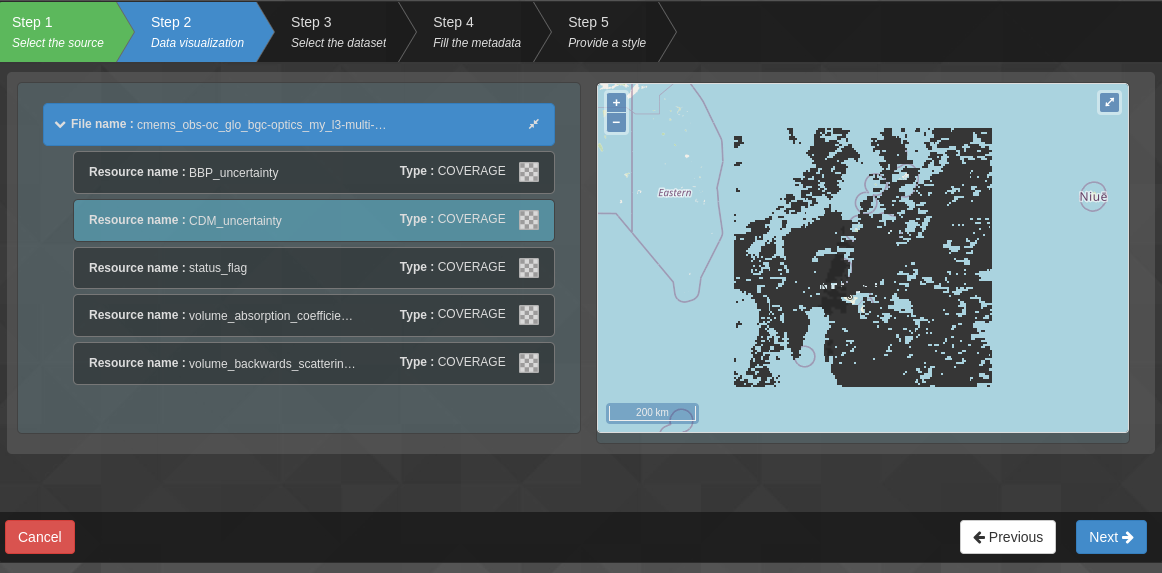 Step 1
Select the source
Step 2
Data visualization
Step 3
Select the dataset
Step 4
Fill the metadata
Step 5
Provide a style
File name : cmems_obs-oc_glo_bgc-optics_my_l3-multi-…
Resource name : BBP_uncertainty Type : COVERAGE
Resource name : CDM_uncertainty Type : COVERAGE
Resource name : status_flag Type : COVERAGE
Resource name : volume_absorption_coefficie… Type : COVERAGE
Resource name : volume_backwards_scatterin… Type : COVERAGE
+
−
Eastern
Niuē
200 km
Cancel
Previous
Next